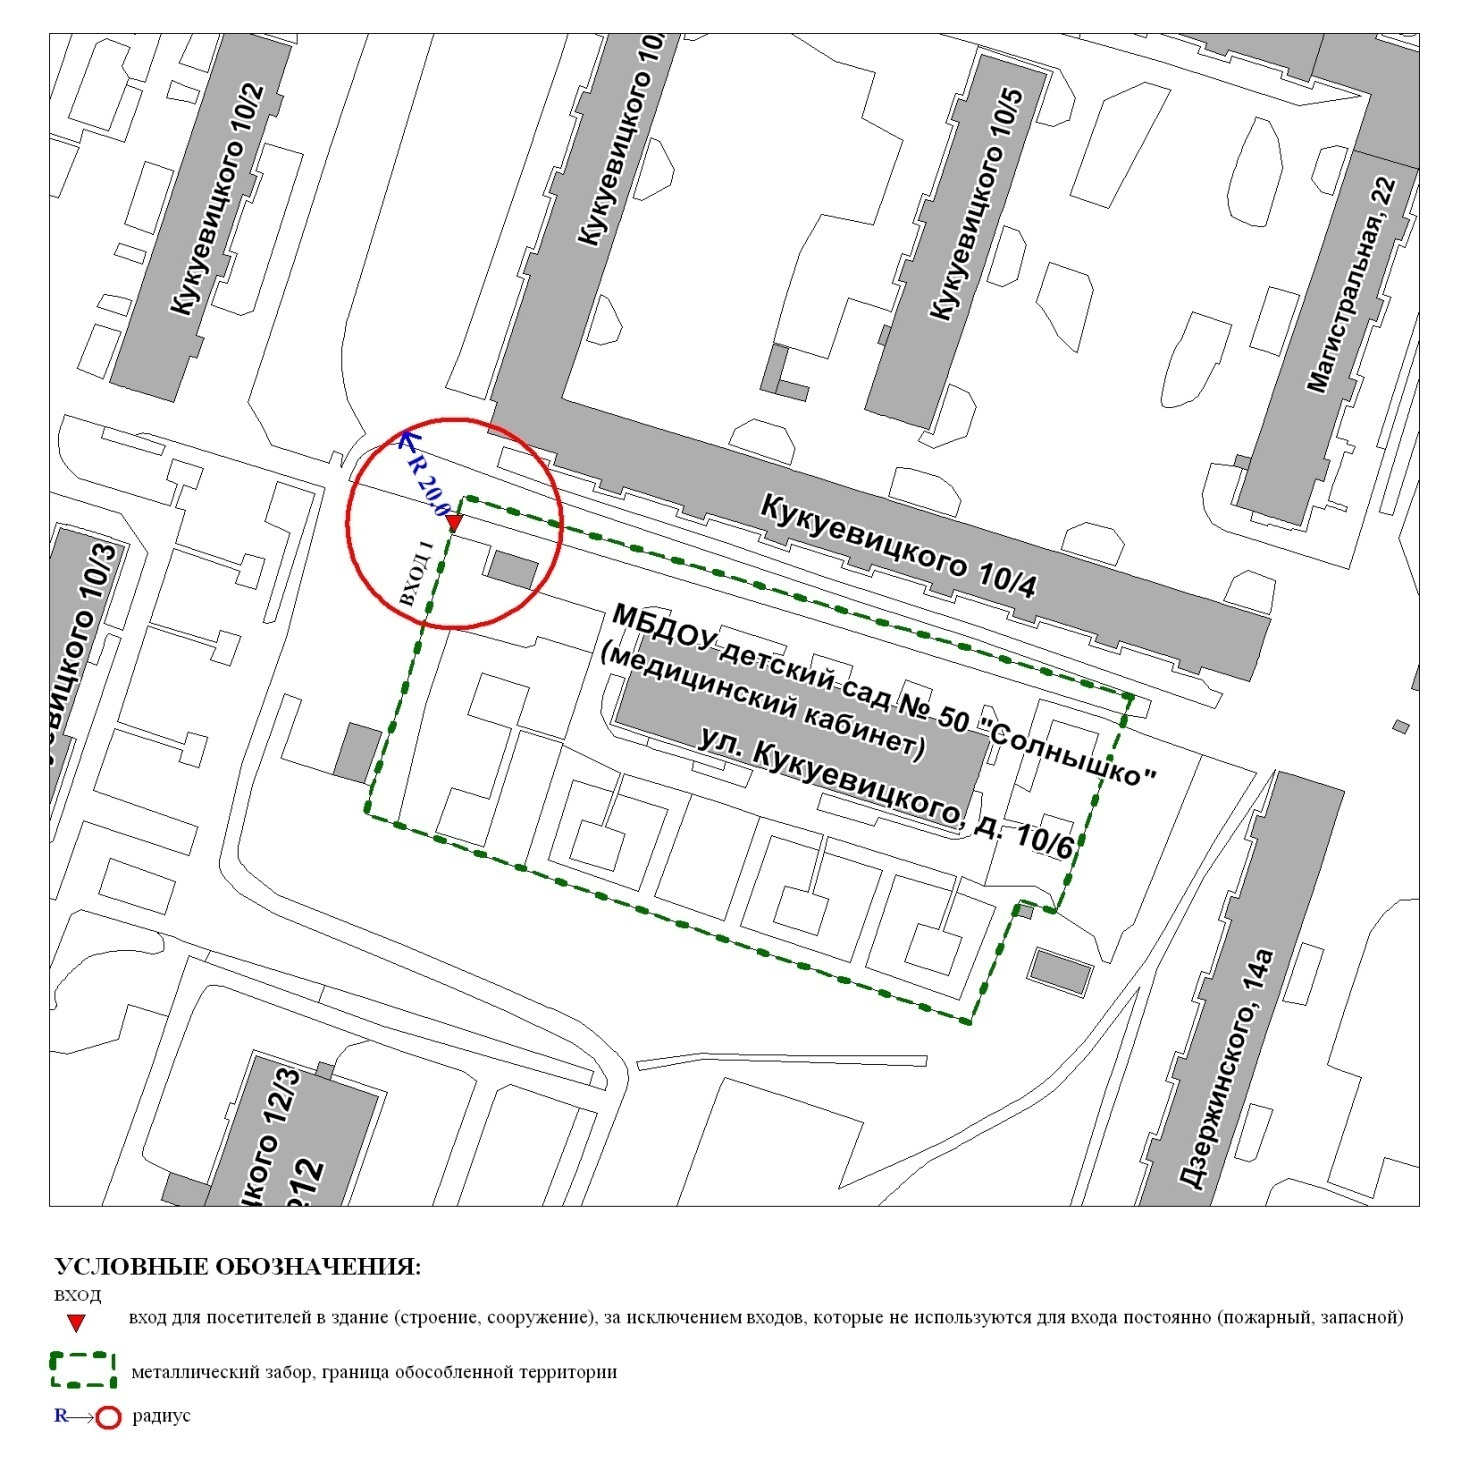 Кукуевицкого 10/2
Кукуевицкого 10/
Кукуевицкого 10/5
Магистральная, 22
R 20.0
ВХОД 1
Кукуевицкого 10/4
евицкого 10/3
МБДОУ детский сад № 50 "Солнышко"
(медицинский кабинет)
ул. Кукуевицкого, д. 10/6
Дзержинского, 14а
цкого 12/3
УСЛОВНЫЕ ОБОЗНАЧЕНИЯ:
ВХОД
вход для посетителей в здание (строение, сооружение), за исключением входов, которые не используются для входа постоянно (пожарный, запасной)
металлический забор, граница обособленной территории
R
радиус